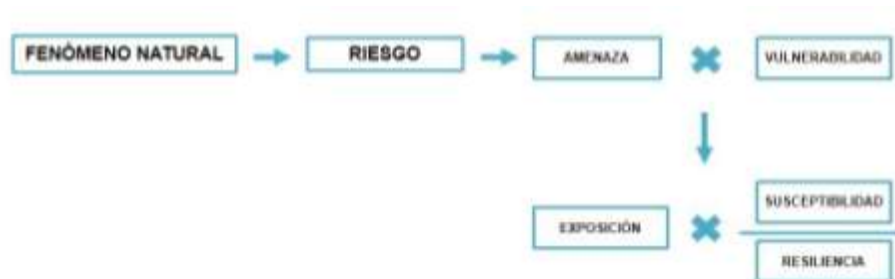 FENÓMENO NATURAL
RIESGO
AMENAZA
VULNERABILIDAD
EXPOSICIÓN
SUSCEPTIBILIDAD
RESILIENCIA